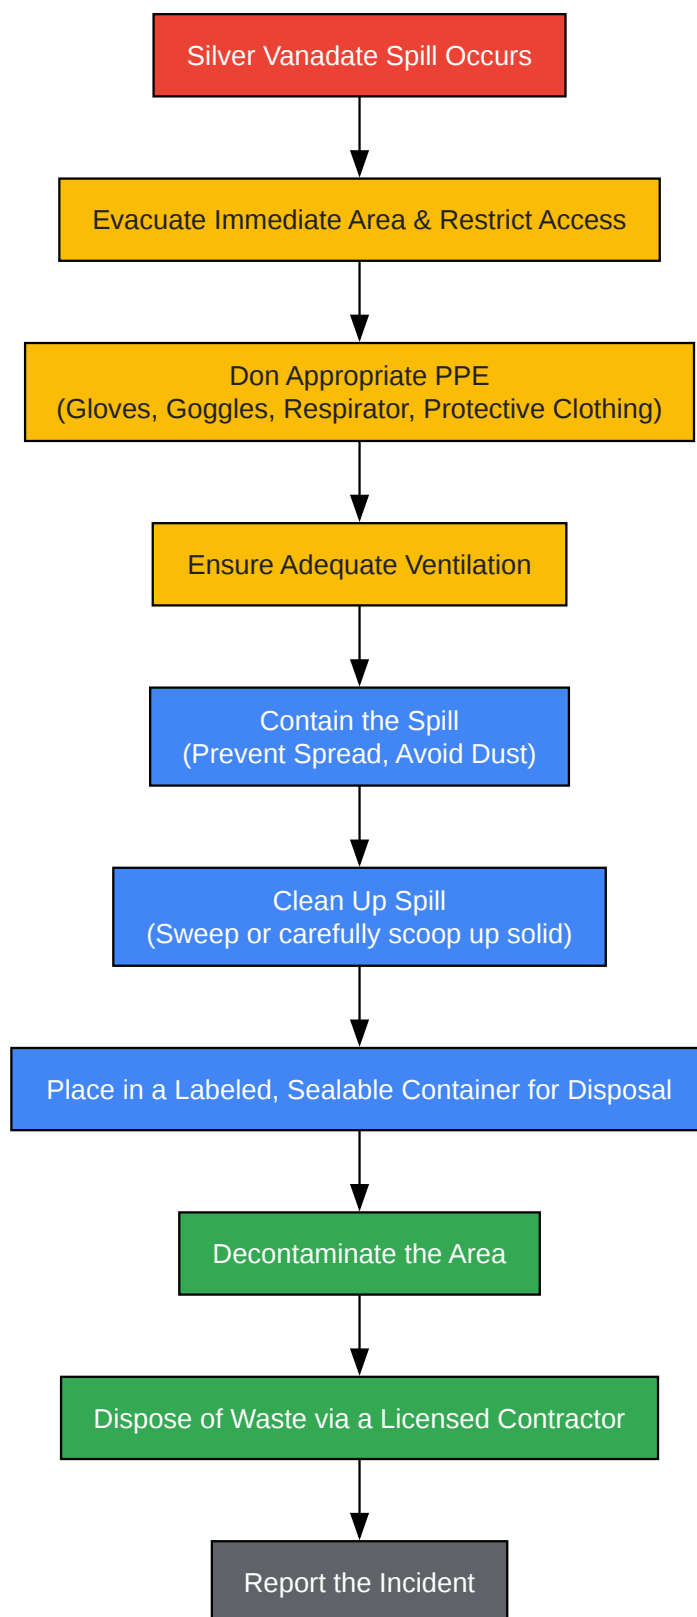 Silver Vanadate Spill Occurs
Evacuate Immediate Area & Restrict Access
Don Appropriate PPE
(Gloves, Goggles, Respirator, Protective Clothing)
Ensure Adequate Ventilation
Contain the Spill
(Prevent Spread, Avoid Dust)
Clean Up Spill
(Sweep or carefully scoop up solid)
Place in a Labeled, Sealable Container for Disposal
Decontaminate the Area
Dispose of Waste via a Licensed Contractor
Report the Incident